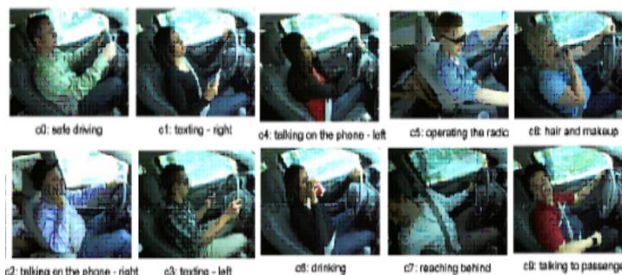 c0: safe driving
c1: texting - right
c4: talking on the phone - left
c5: operating the radio
c8: hair and makeup
c2: talking on the phone - right
c3: texting - left
c6: drinking
c7: reaching behind
c9: talking to passenge